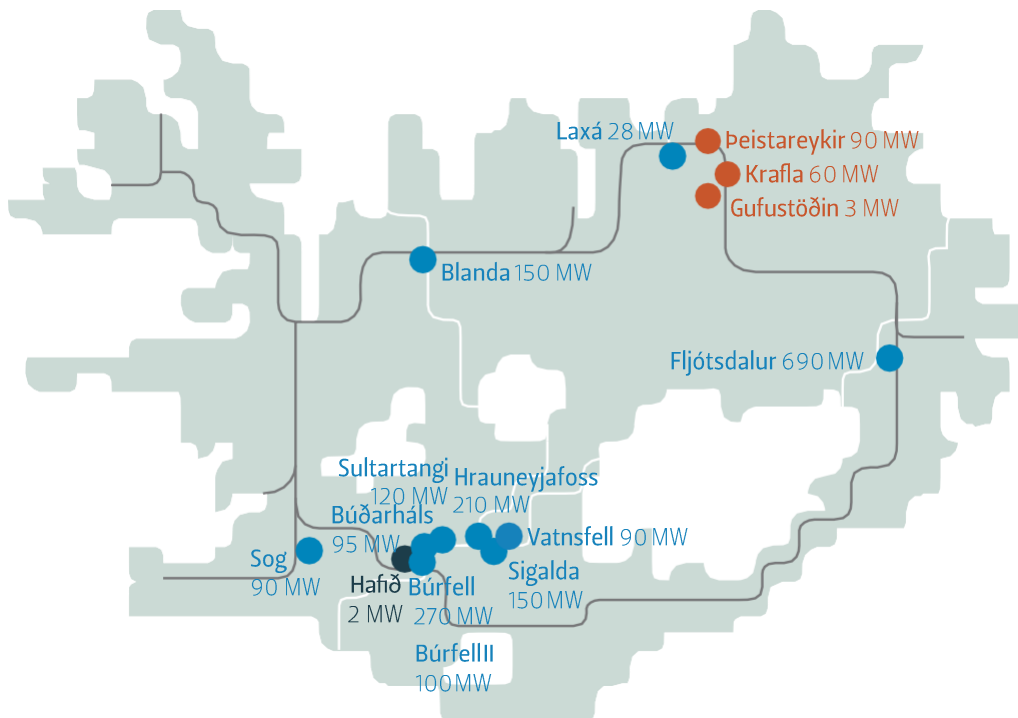 Laxá 28 MW
Þeistareykir 90 MW
Krafla 60 MW
Gufustöðin 3 MW
Blanda 150 MW
Fljótsdalur 690 MW
Sultartangi
120 MW
Hrauneyjafoss
210 MW
Búðarháls
95 MW
Vatnsfell 90 MW
Sog
90 MW
Hafið
2 MW
Búrfell
270 MW
Sigalda
150 MW
Búrfell II
100 MW